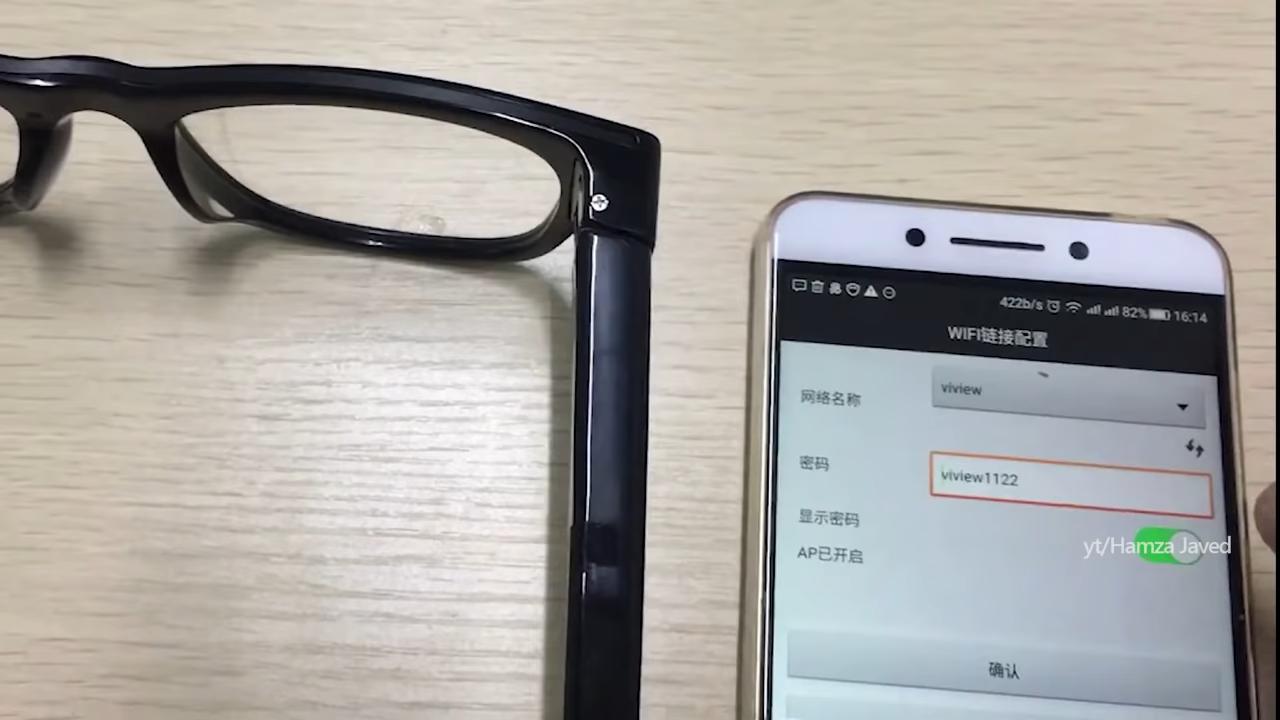 422b/s 82% 16:14
WIFI链接配置
网络名称 viview
密码 viview1122
显示密码
yt/Hamza Javed
AP已开启
确认